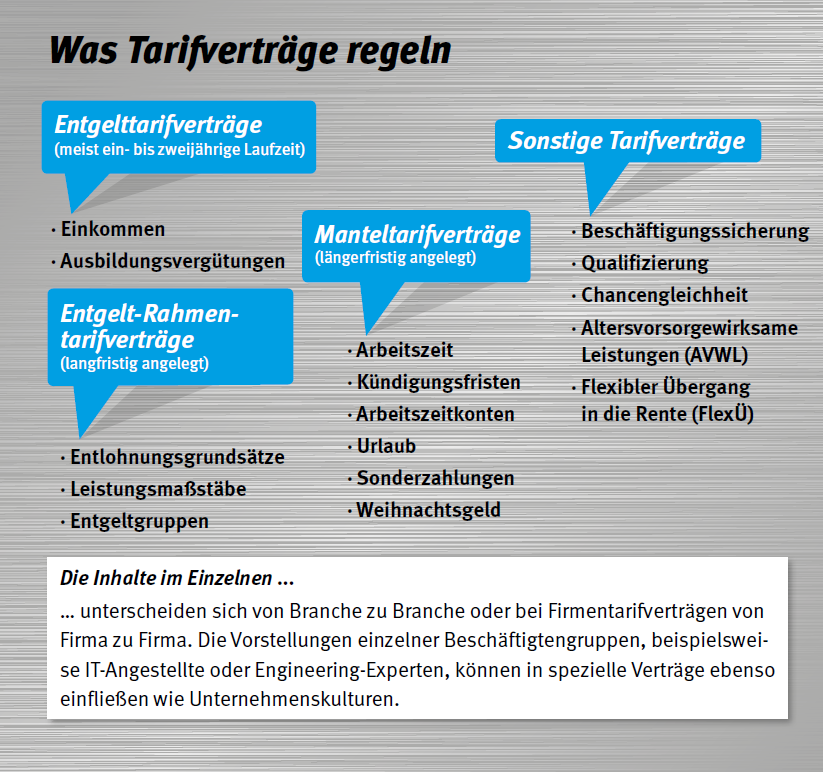 Was Tarifverträge regeln
Entgelttarifverträge
(meist ein- bis zweijährige Laufzeit)
· Einkommen
· Ausbildungsvergütungen
Entgelt-Rahmen-
tarifverträge
(langfristig angelegt)
· Entlohnungsgrundsätze
· Leistungsmaßstäbe
· Entgeltgruppen
Manteltarifverträge
(längerfristig angelegt)
· Arbeitszeit
· Kündigungsfristen
· Arbeitszeitkonten
· Urlaub
· Sonderzahlungen
· Weihnachtsgeld
Sonstige Tarifverträge
· Beschäftigungssicherung
· Qualifizierung
· Chancengleichheit
· Altersvorsorgewirksame
Leistungen (AVWL)
· Flexibler Übergang
in die Rente (FlexÜ)
Die Inhalte im Einzelnen ...
... unterscheiden sich von Branche zu Branche oder bei Firmentarifverträgen von
Firma zu Firma. Die Vorstellungen einzelner Beschäftigtengruppen, beispielswei-
se IT-Angestellte oder Engineering-Experten, können in spezielle Verträge ebenso
einfließen wie Unternehmenskulturen.